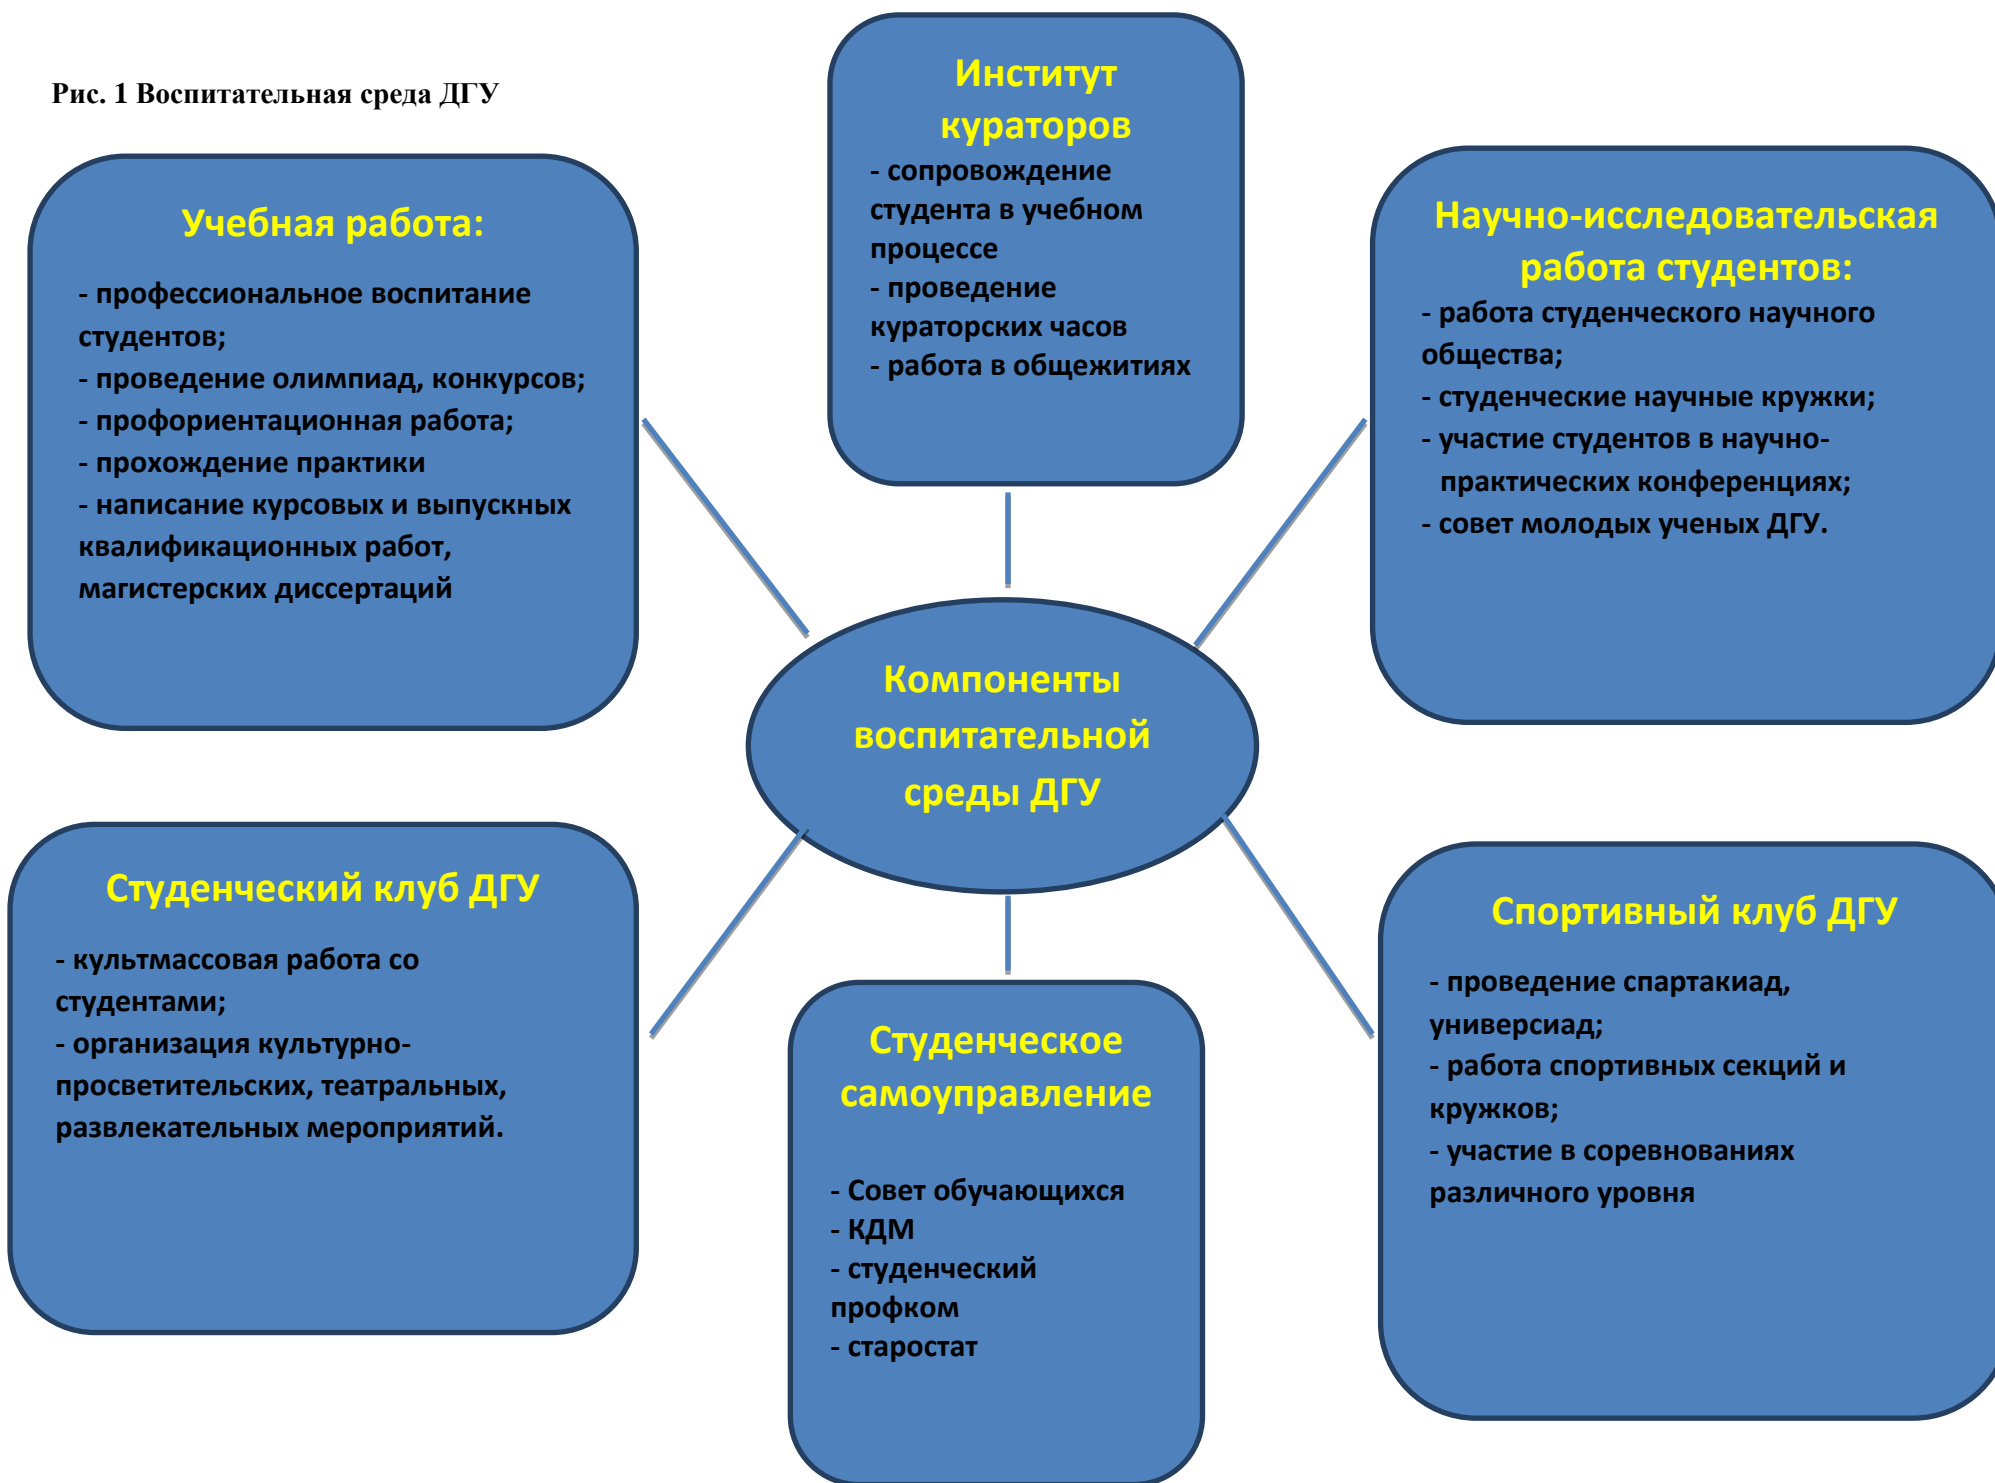 Рис. 1 Воспитательная среда ДГУ
Институт
кураторов
- сопровождение
студента в учебном
процессе
- проведение
кураторских часов
- работа в общежитиях
Учебная работа:
- профессиональное воспитание
студентов;
- проведение олимпиад, конкурсов;
- профориентационная работа;
- прохождение практики
- написание курсовых и выпускных
квалификационных работ,
магистерских диссертаций
Научно-исследовательская
работа студентов:
- работа студенческого научного
общества;
- студенческие научные кружки;
- участие студентов в научно-
практических конференциях;
- совет молодых ученых ДГУ.
Компоненты
воспитательной
среды ДГУ
Студенческий клуб ДГУ
- культмассовая работа со
студентами;
- организация культурно-
просветительских, театральных,
развлекательных мероприятий.
Студенческое
самоуправление
- Совет обучающихся
- КДМ
- студенческий
профком
- старостат
Спортивный клуб ДГУ
- проведение спартакиад,
универсиад;
- работа спортивных секций и
кружков;
- участие в соревнованиях
различного уровня